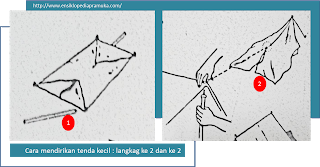 http://www.ensiklopediapramuka.com/
1
2
Cara mendirikan tenda kecil : langkag ke 2 dan ke 2